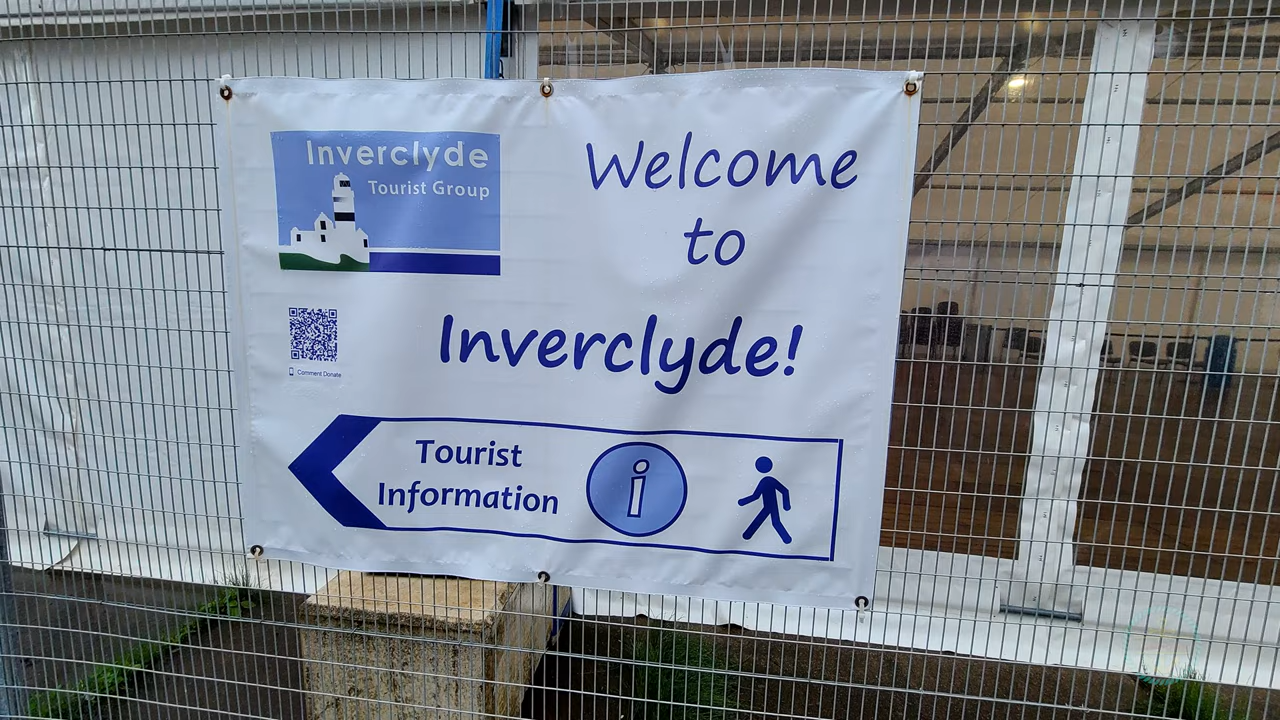 Inverclyde
Tourist Group
Welcome
to
Inverclyde!
Comment Donate
Tourist
Information
i